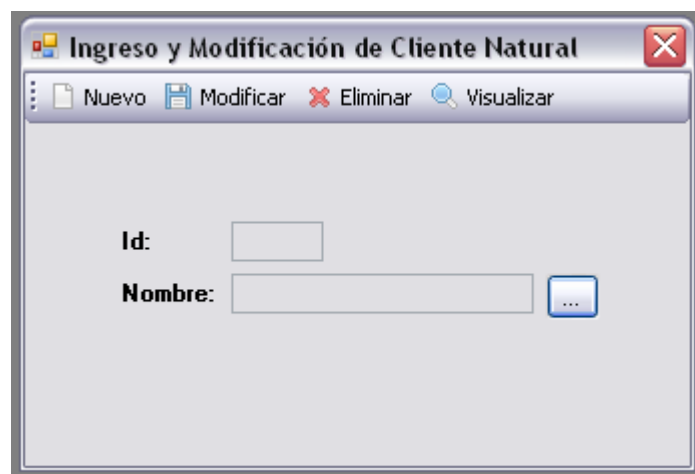 Ingreso y Modificación de Cliente Natural
Nuevo Modificar Eliminar Visualizar
Id:
Nombre: ...